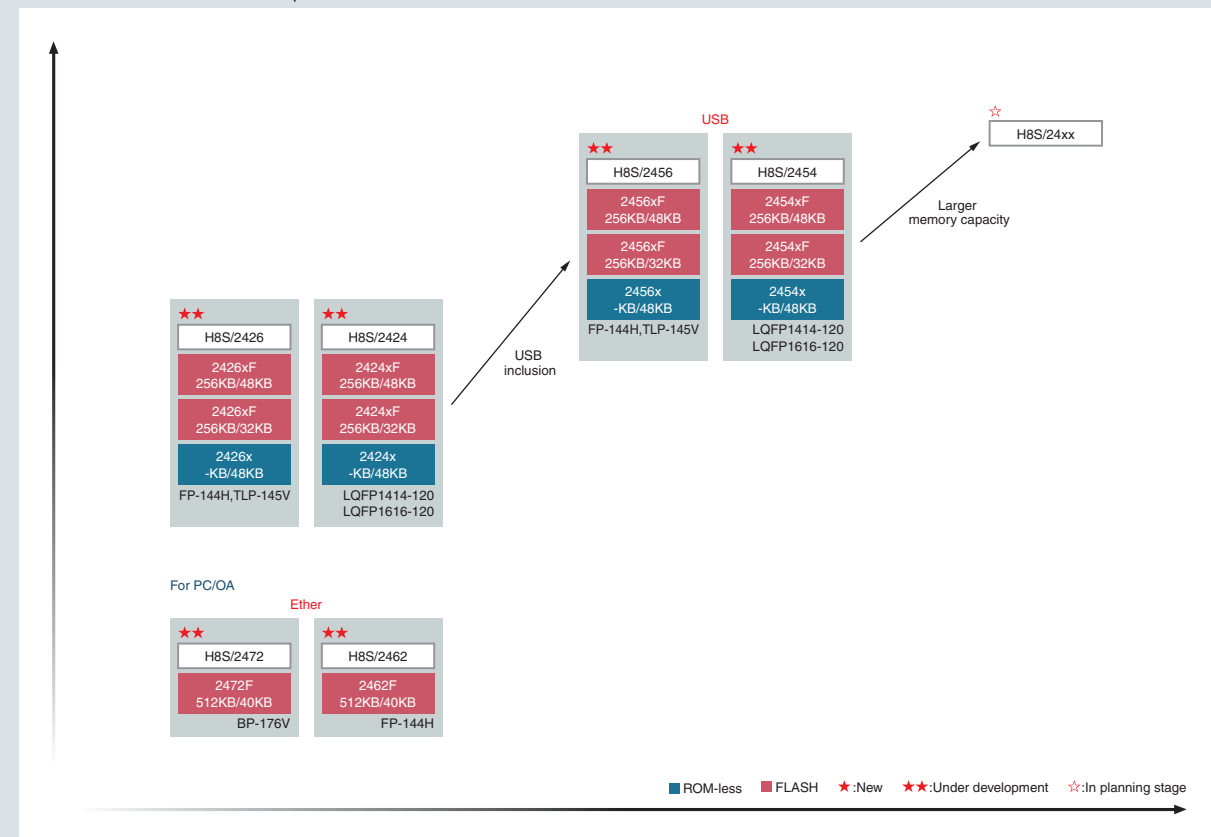 ☆
H8S/24xx
USB
★★
H8S/2456
2456xF
256KB/48KB
2456xF
256KB/32KB
2456x
-KB/48KB
FP-144H,TLP-145V
★★
H8S/2454
2454xF
256KB/48KB
2454xF
256KB/32KB
2454x
-KB/48KB
LQFP1414-120
LQFP1616-120
Larger
memory capacity
★★
H8S/2426
2426xF
256KB/48KB
2426xF
256KB/32KB
2426x
-KB/48KB
FP-144H,TLP-145V
★★
H8S/2424
2424xF
256KB/48KB
2424xF
256KB/32KB
2424x
-KB/48KB
LQFP1414-120
LQFP1616-120
USB
inclusion
For PC/OA
Ether
★★
H8S/2472
2472F
512KB/40KB
BP-176V
★★
H8S/2462
2462F
512KB/40KB
FP-144H
ROM-less FLASH ★:New ★★:Under development ☆:In planning stage